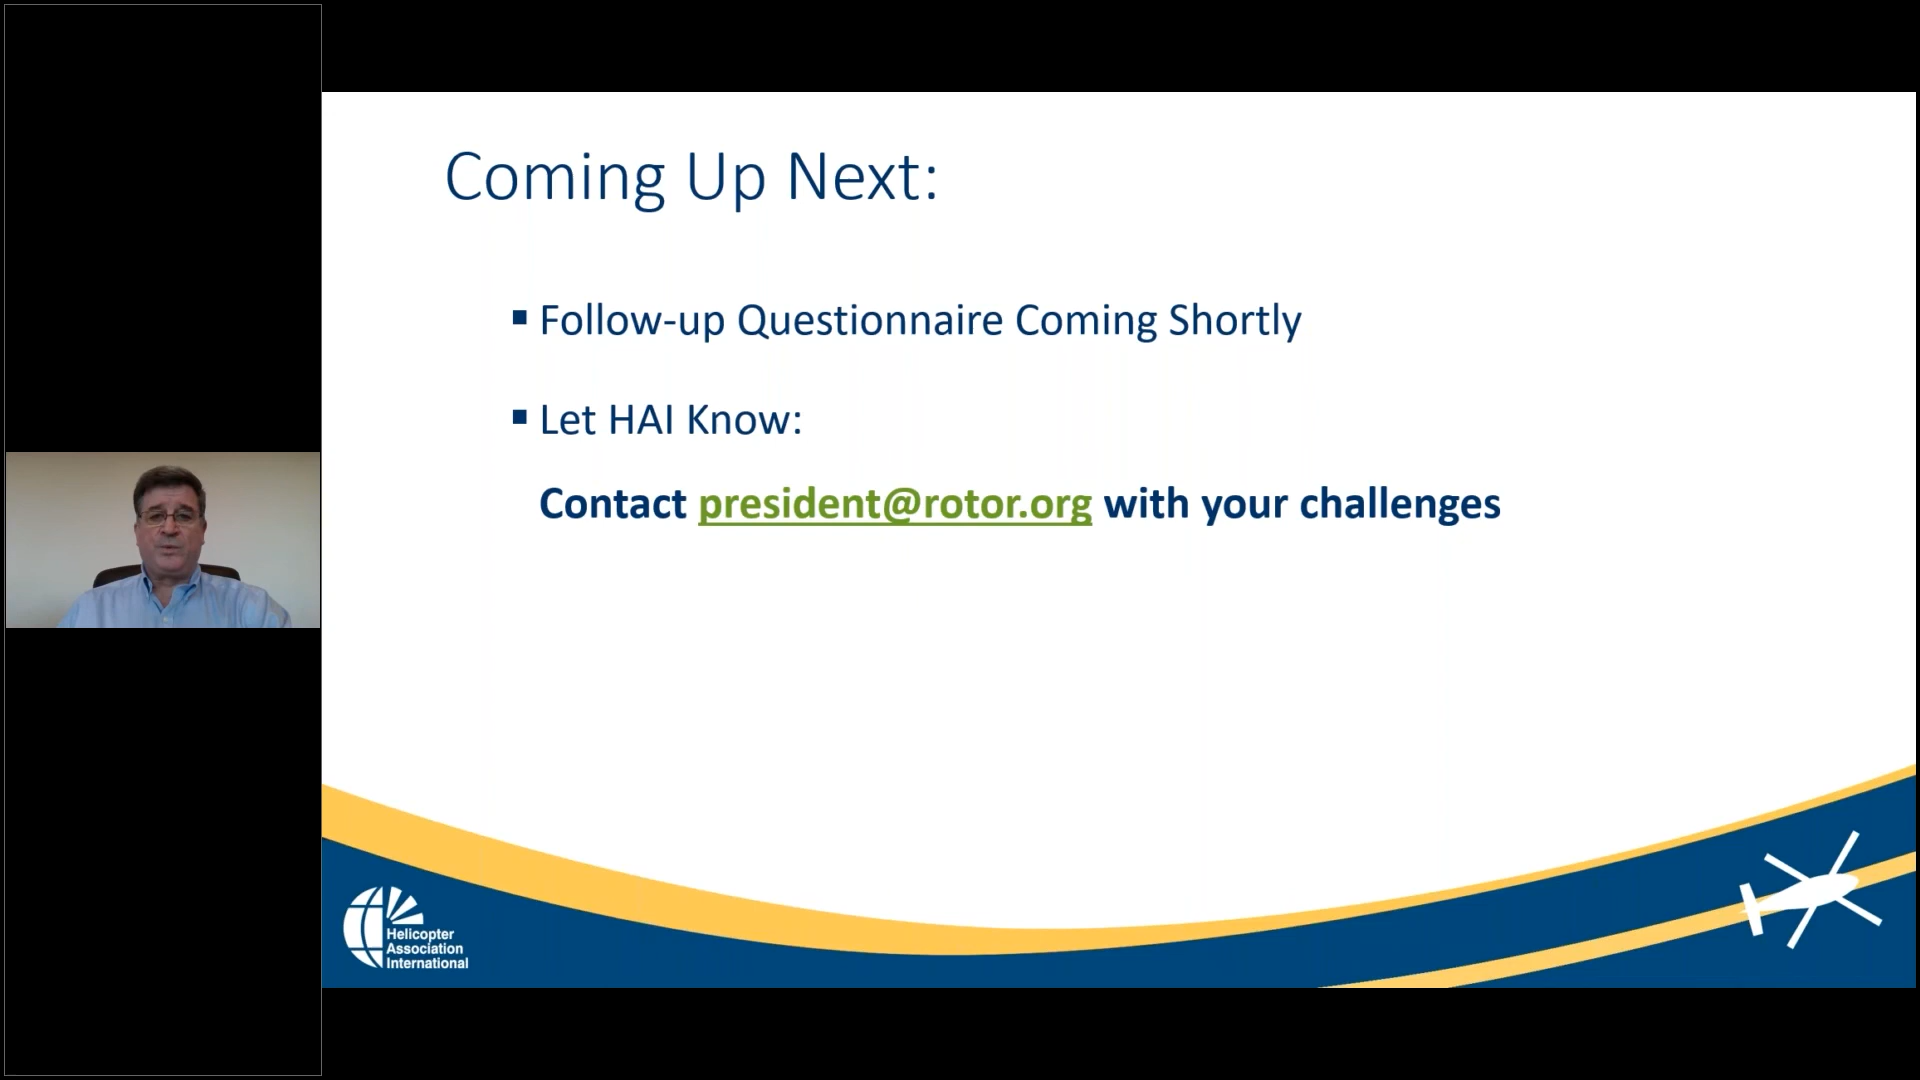 Coming Up Next:
▪ Follow-up Questionnaire Coming Shortly
▪ Let HAI Know:
Contact president@rotor.org with your challenges
Helicopter
Association
International